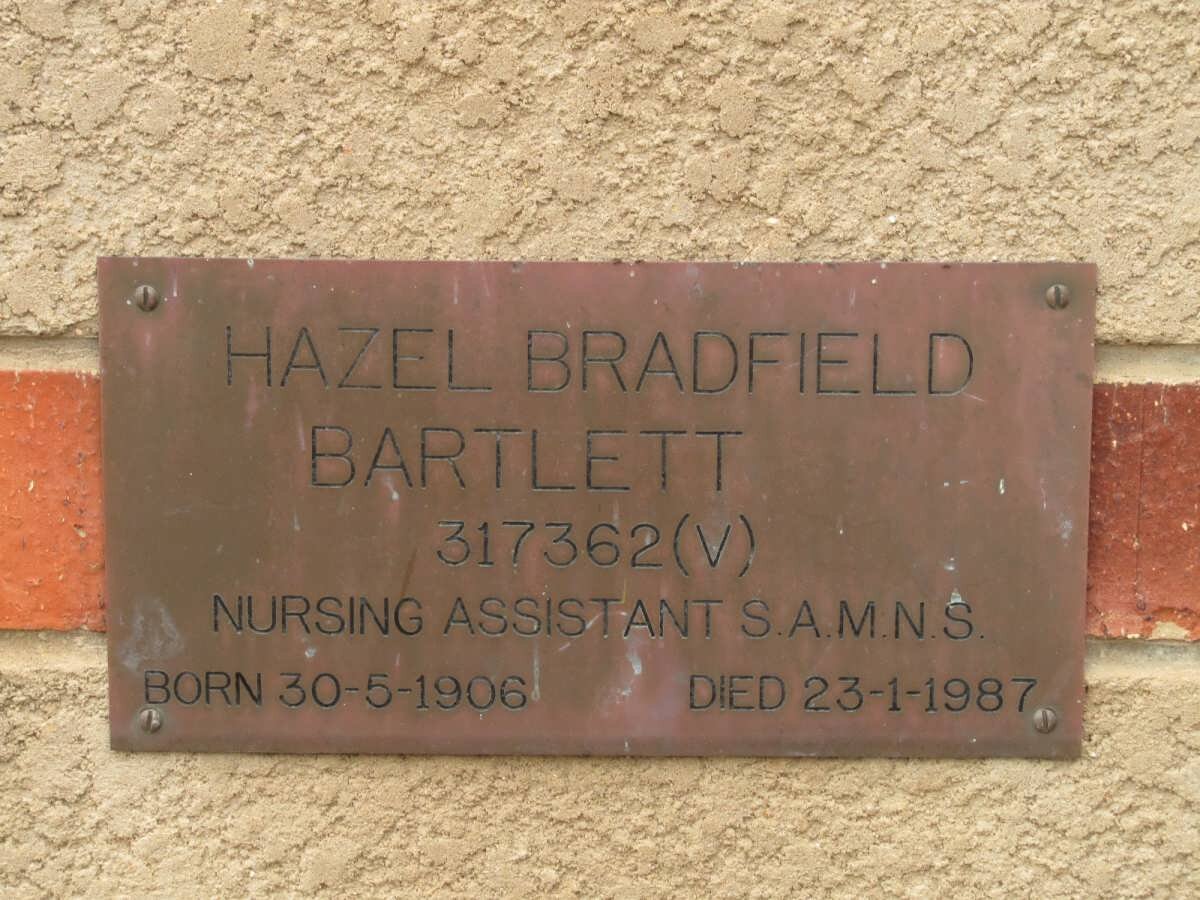 HAZEL BRADFIELD
BARTLETT
317362(V)
NURSING ASSISTANT S.A.M.N.S.
BORN 30-5-1906 DIED 23-1-1987